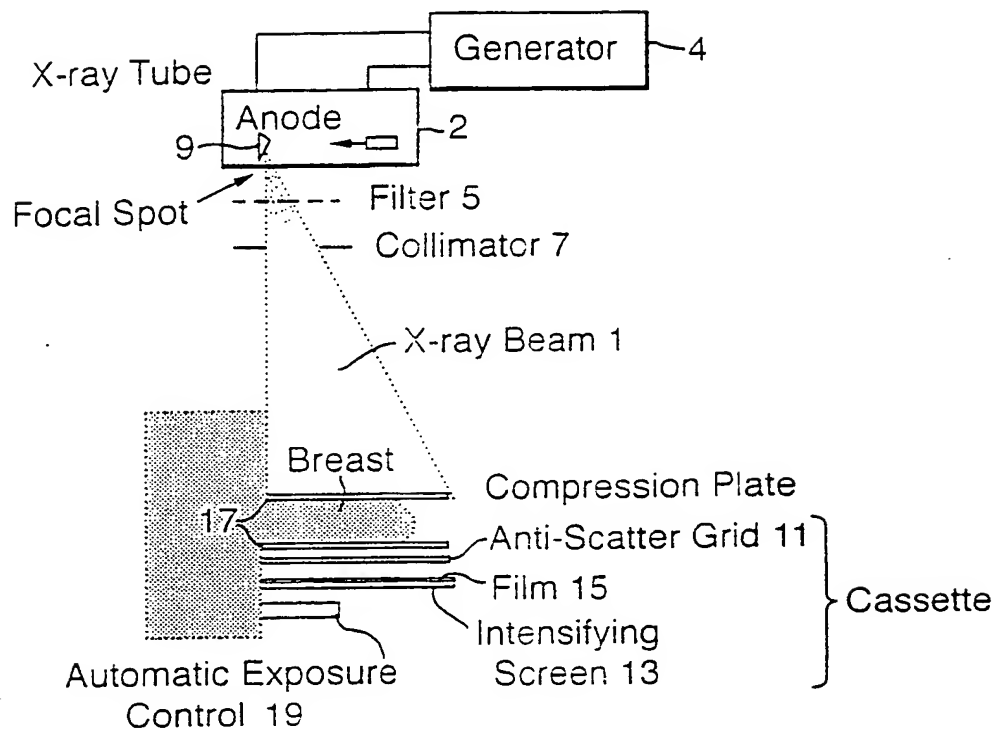 Generator
4
X-ray Tube
Anode
2
9
Focal Spot
Filter 5
Collimator 7
X-ray Beam 1
Breast
Compression Plate
17
Anti-Scatter Grid 11
Film 15
Cassette
Intensifying
Screen 13
Automatic Exposure
Control 19